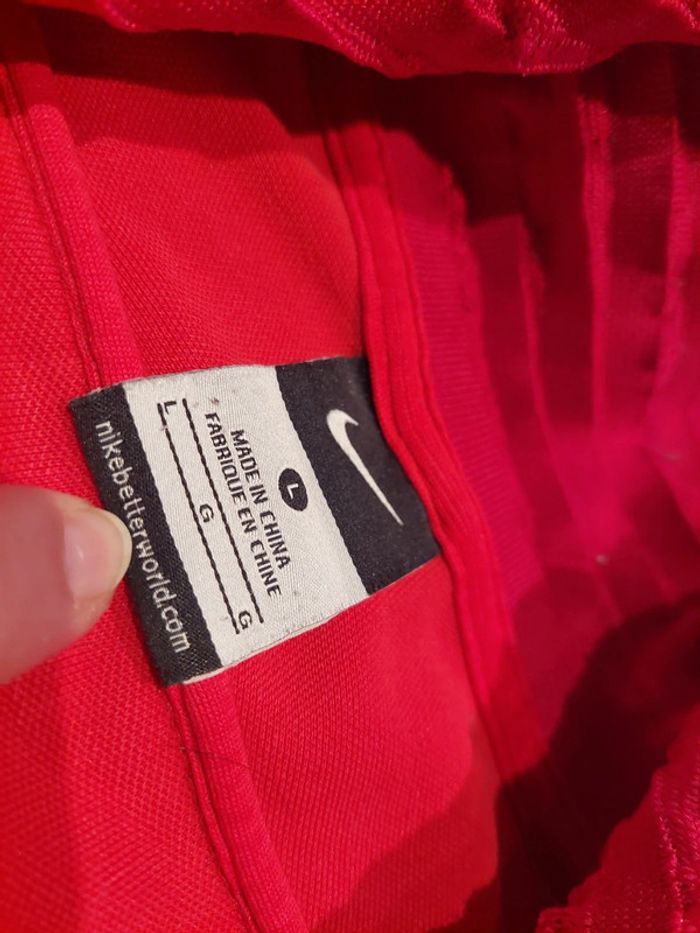 L
MADE IN CHINA
FABRIQUE EN CHINE
L G G
nikebetterworld.com